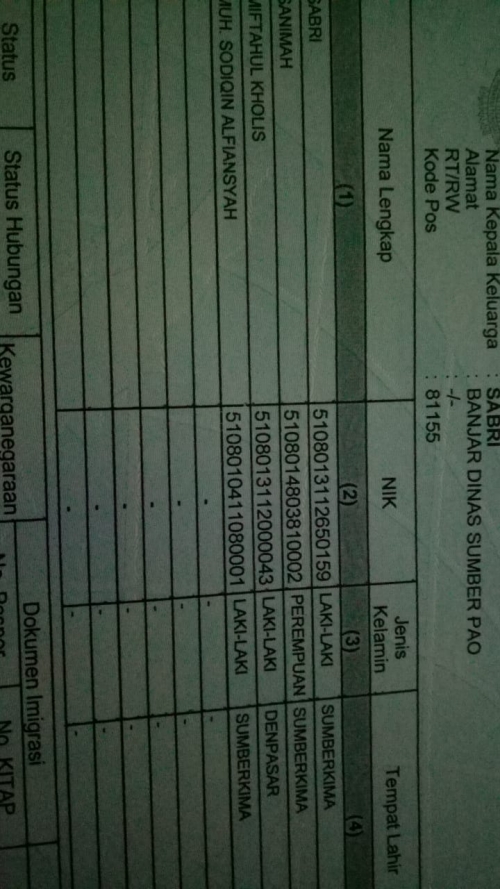 Nama Kepala Keluarga : SABRI
Alamat : BANJAR DINAS SUMBER PAO
RT/RW : -/-
Kode Pos : 81155
Nama Lengkap NIK Jenis Kelamin Tempat Lahir
(1) (2) (3) (4)
SABRI 5108013112650159 LAKI-LAKI SUMBERKIMA
SANIMAH 5108014803810002 PEREMPUAN SUMBERKIMA
MIFTAHUL KHOLIS 5108013112000043 LAKI-LAKI DENPASAR
MUH. SODIQIN ALFIANSYAH 5108010411080001 LAKI-LAKI SUMBERKIMA
- - -
- - -
- - -
- - -
- - -
- - -
Status Status Hubungan Kewarganegaraan Dokumen Imigrasi
No. Paspor No. KITAP